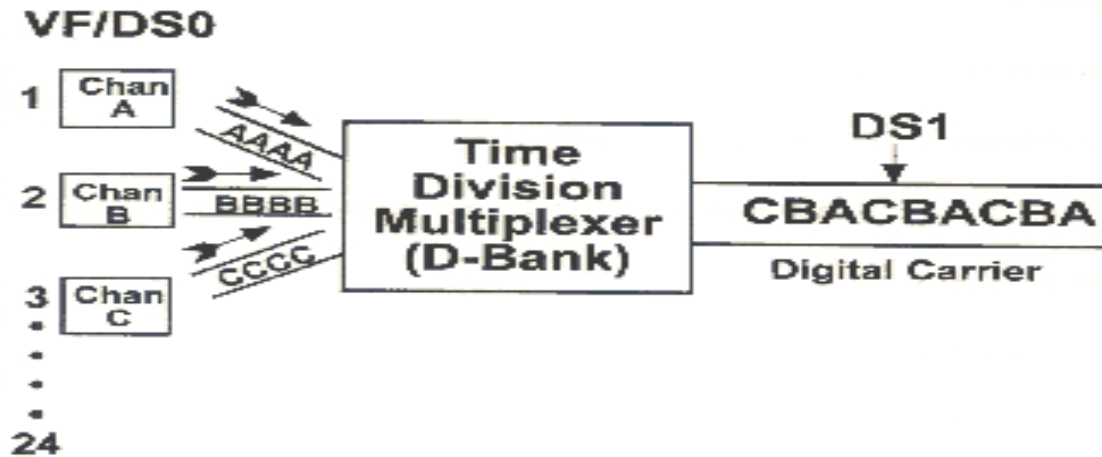 VF/DS0
1
Chan
A
AAAA
2
Chan
B
BBBB
3
Chan
C
CCCC
24
Time
Division
Multiplexer
(D-Bank)
DS1
CBACBACBA
Digital Carrier